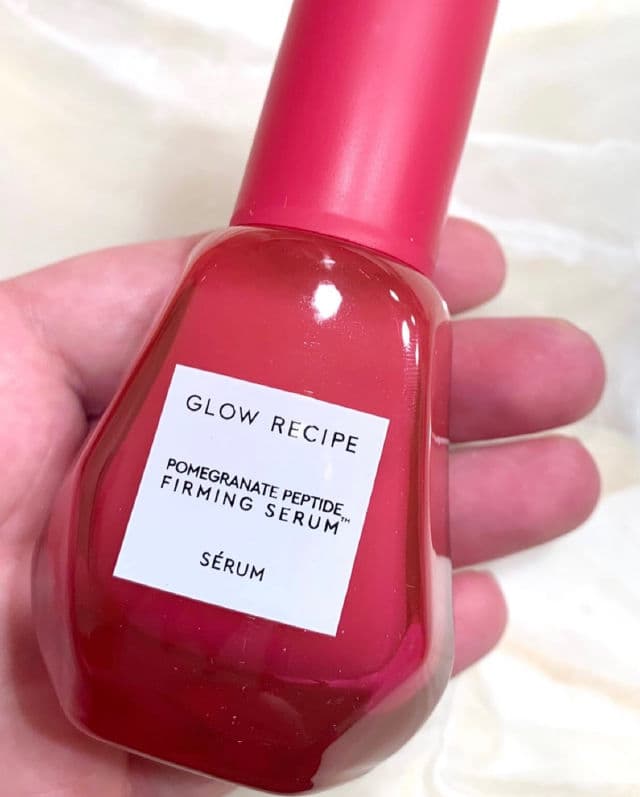 GLOW RECIPE
POMEGRANATE PEPTIDE
FIRMING SERUM™
SÉRUM